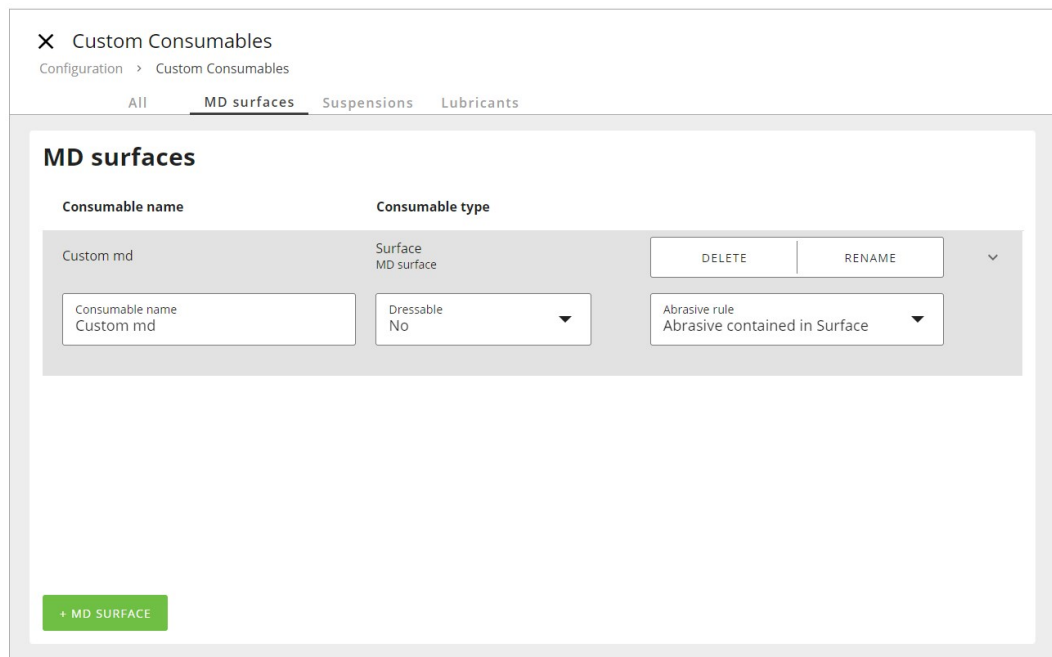 Custom Consumables
Configuration › Custom Consumables
All MD surfaces Suspensions Lubricants
MD surfaces
Consumable name Consumable type
Custom md
Surface
MD surface
DELETE RENAME
Consumable name
Custom md
Dressable
No
Abrasive rule
Abrasive contained in Surface
+ MD SURFACE